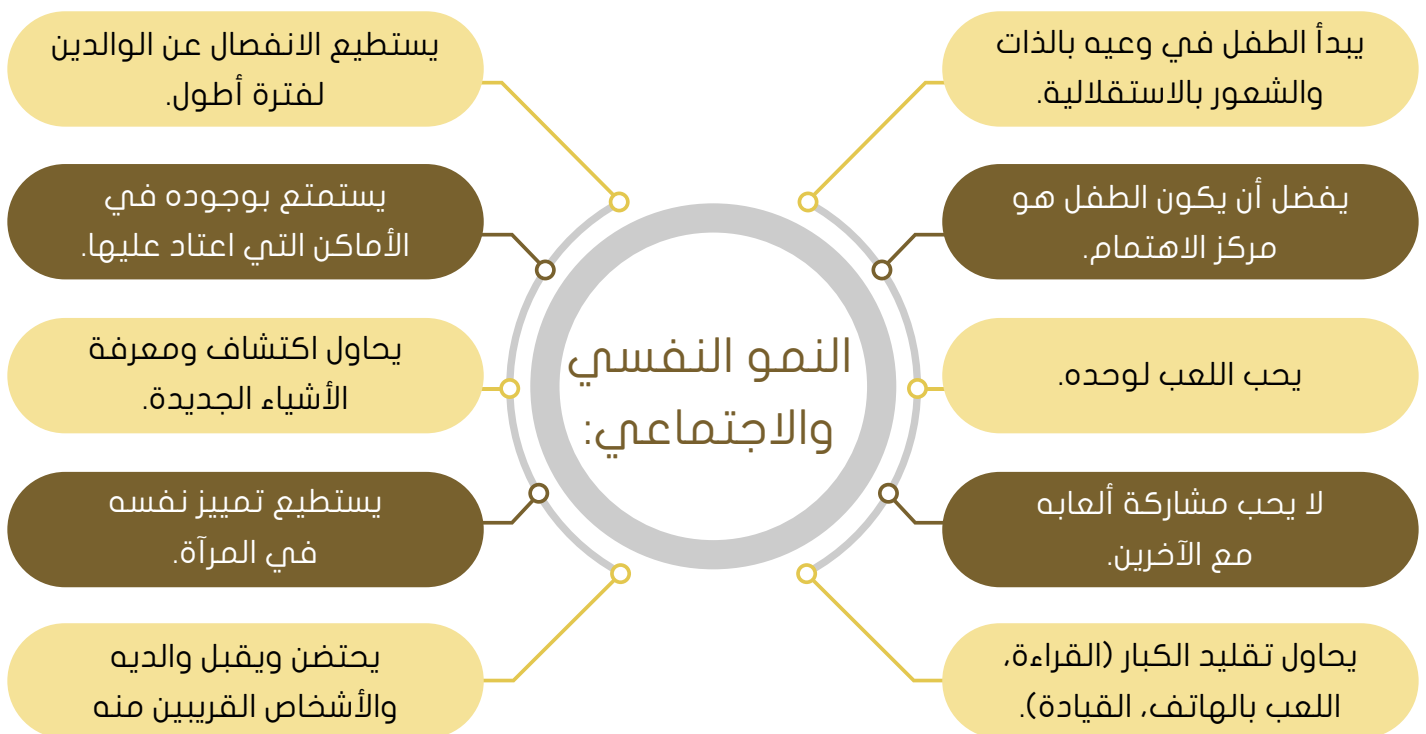 يبدأ الطفل في وعيه بالذات
والشعور بالاستقلالية.
يفضل أن يكون الطفل هو
مركز الاهتمام.
يحب اللعب لوحده.
لا يحب مشاركة ألعابه
مع الآخرين.
يحاول تقليد الكبار (القراءة،
اللعب بالهاتف، القيادة).
النمو النفسي
والاجتماعي:
يستطيع الانفصال عن الوالدين
لفترة أطول.
يستمتع بوجوده في
الأماكن التي اعتاد عليها.
يحاول اكتشاف ومعرفة
الأشياء الجديدة.
يستطيع تمييز نفسه
في المرآة.
يحتضن ويقبل والديه
والأشخاص القريبين منه